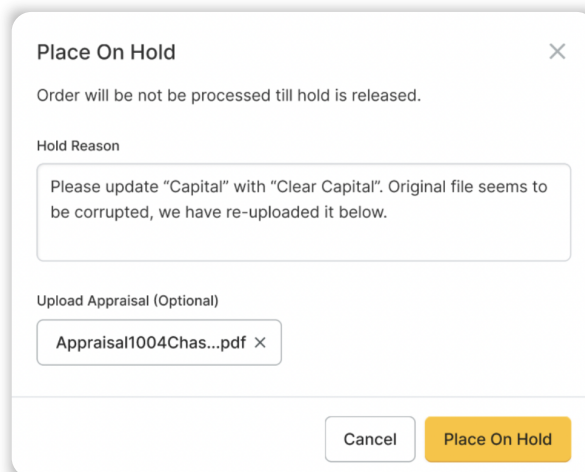 Place On Hold
Order will be not be processed till hold is released.
Hold Reason
Please update “Capital” with “Clear Capital”. Original file seems to
be corrupted, we have re-uploaded it below.
Upload Appraisal (Optional)
Appraisal1004Chas...pdf
Cancel
Place On Hold